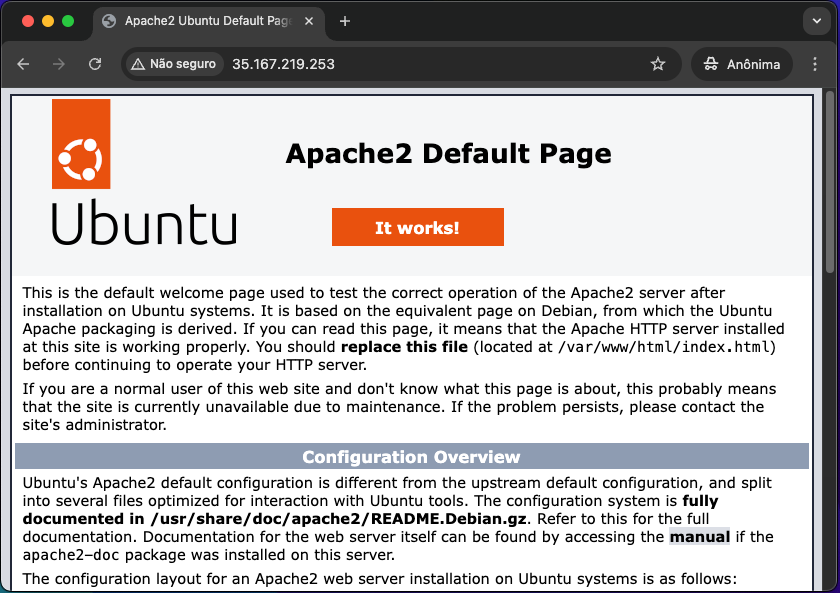 Apache2 Ubuntu Default Page
Não seguro
35.167.219.253
Anônima
Apache2 Default Page
Ubuntu
It works!
This is the default welcome page used to test the correct operation of the Apache2 server after
installation on Ubuntu systems. It is based on the equivalent page on Debian, from which the Ubuntu
Apache packaging is derived. If you can read this page, it means that the Apache HTTP server installed
at this site is working properly. You should replace this file (located at /var/www/html/index.html)
before continuing to operate your HTTP server.
If you are a normal user of this web site and don't know what this page is about, this probably means
that the site is currently unavailable due to maintenance. If the problem persists, please contact the
site's administrator.
Configuration Overview
Ubuntu's Apache2 default configuration is different from the upstream default configuration, and split
into several files optimized for interaction with Ubuntu tools. The configuration system is fully
documented in /usr/share/doc/apache2/README.Debian.gz. Refer to this for the full
documentation. Documentation for the web server itself can be found by accessing the manual if the
apache2-doc package was installed on this server.
The configuration layout for an Apache2 web server installation on Ubuntu systems is as follows: